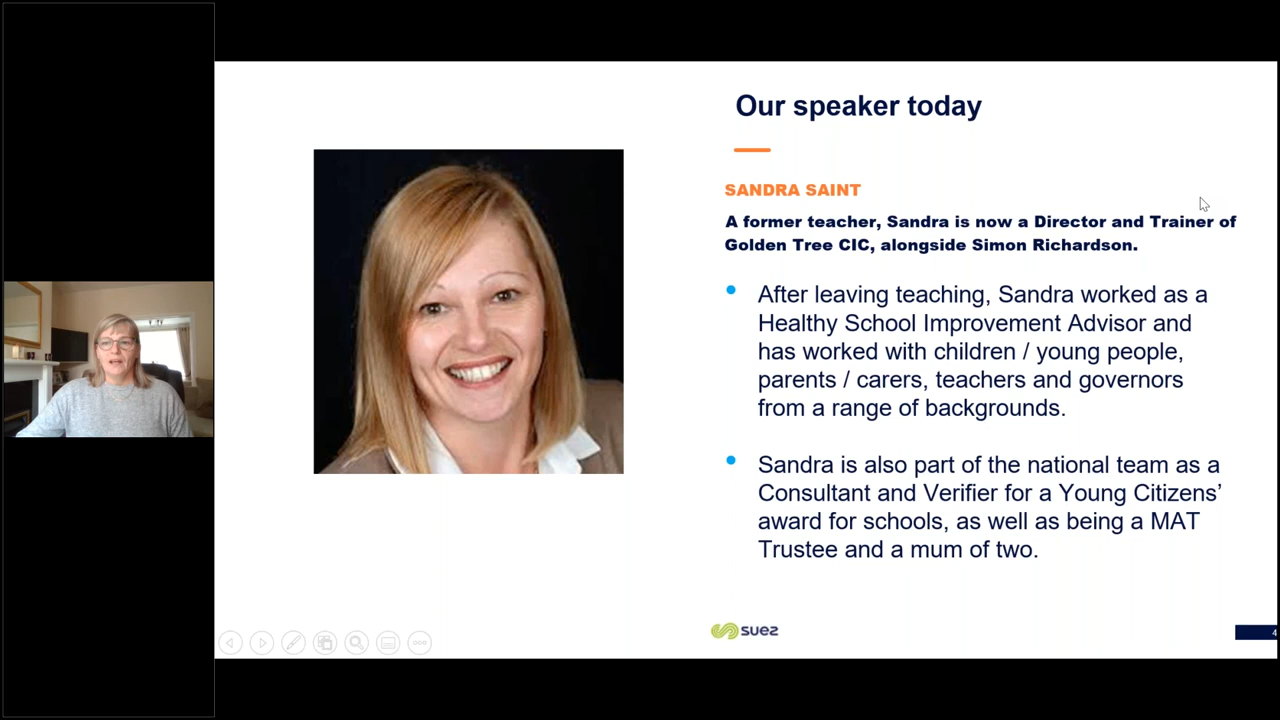 Our speaker today
SANDRA SAINT
A former teacher, Sandra is now a Director and Trainer of
Golden Tree CIC, alongside Simon Richardson.
After leaving teaching, Sandra worked as a
Healthy School Improvement Advisor and
has worked with children / young people,
parents / carers, teachers and governors
from a range of backgrounds.
Sandra is also part of the national team as a
Consultant and Verifier for a Young Citizens’
award for schools, as well as being a MAT
Trustee and a mum of two.
suez
4